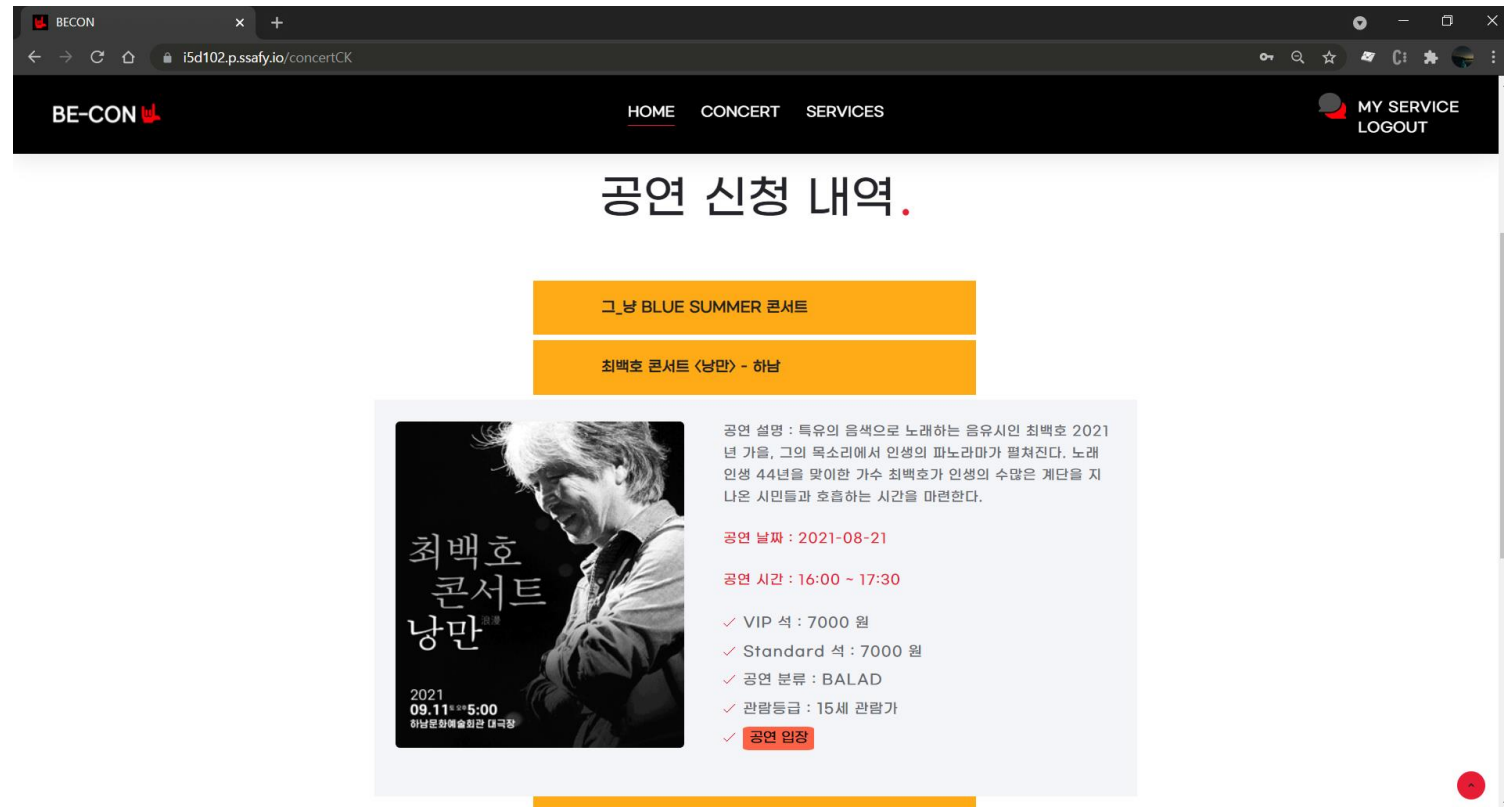 BECON
i5d102.p.ssafy.io/concertCK
BE-CON
HOME CONCERT SERVICES
MY SERVICE
LOGOUT
공연 신청 내역.
그_냥 BLUE SUMMER 콘서트
최백호 콘서트 <낭만> - 하남
최백호
콘서트
낭만 浪漫
2021
09.11 토 오후 5:00
하남문화예술회관 대극장
공연 설명 : 특유의 음색으로 노래하는 음유시인 최백호 2021
년 가을, 그의 목소리에서 인생의 파노라마가 펼쳐진다. 노래
인생 44년을 맞이한 가수 최백호가 인생의 수많은 계단을 지
나온 시민들과 호흡하는 시간을 마련한다.
공연 날짜 : 2021-08-21
공연 시간 : 16:00 ~ 17:30
VIP 석 : 7000 원
Standard 석 : 7000 원
공연 분류 : BALAD
관람등급 : 15세 관람가
공연 입장